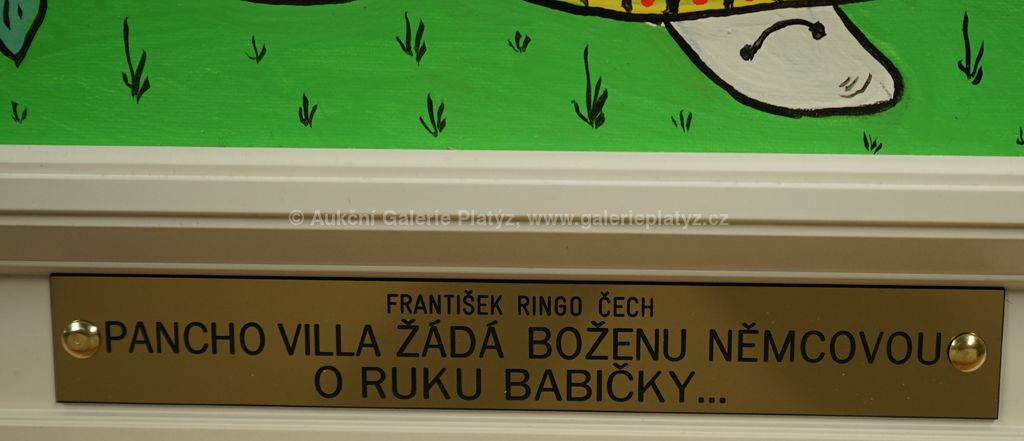 © Aukční Galerie Platýz, www.galerieplatyz.cz
FRANTIŠEK RINGO ČECH
PANCHO VILLA ŽÁDÁ BOŽENU NĚMCOVOU
O RUKU BABIČKY...